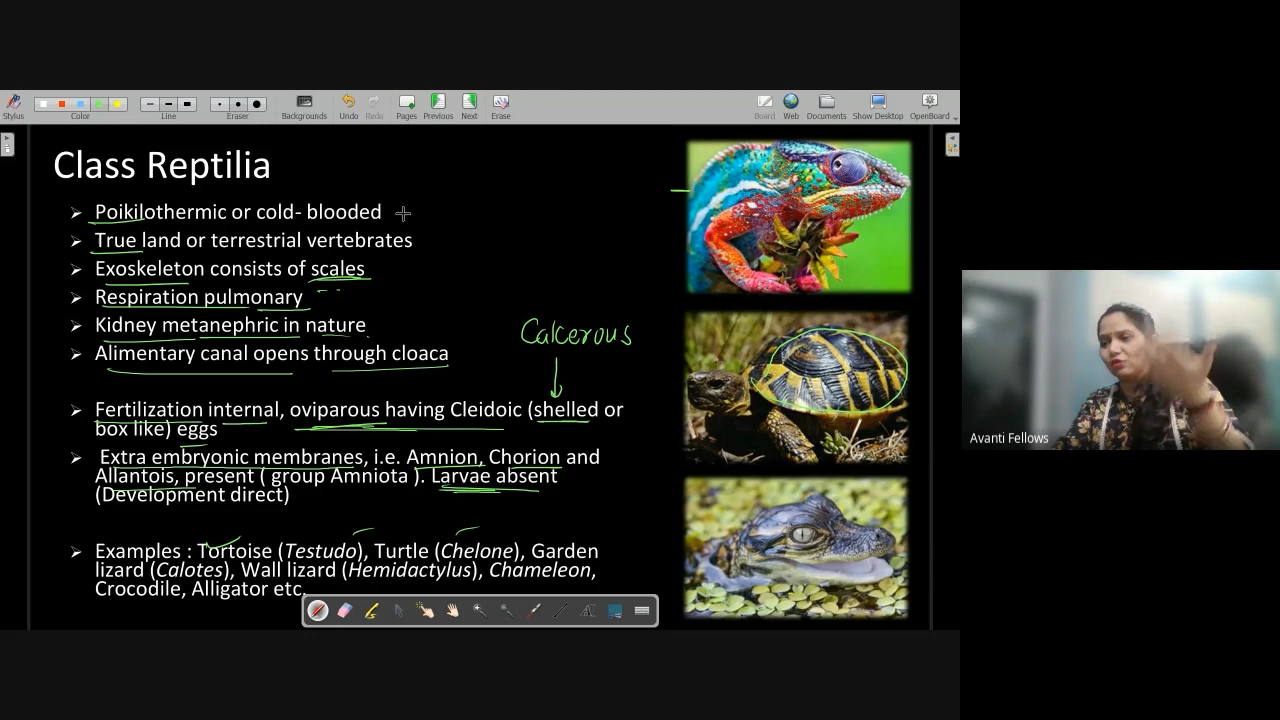 Stylus
Color
Line
Eraser
Backgrounds
Undo
Redo
Pages
Previous
Next
Erase
Board
Web
Documents
Show Desktop
OpenBoard
Class Reptilia
➢ Poikilothermic or cold- blooded
➢ True land or terrestrial vertebrates
➢ Exoskeleton consists of scales
➢ Respiration pulmonary
➢ Kidney metanephric in nature
Calcerous
➢ Alimentary canal opens through cloaca
➢ Fertilization internal, oviparous having Cleidoic (shelled or
box like) eggs
➢ Extra embryonic membranes, i.e. Amnion, Chorion and
Allantois, present ( group Amniota ). Larvae absent
(Development direct)
➢ Examples : Tortoise (Testudo), Turtle (Chelone), Garden
lizard (Calotes), Wall lizard (Hemidactylus), Chameleon,
Crocodile, Alligator etc.
Avanti Fellows